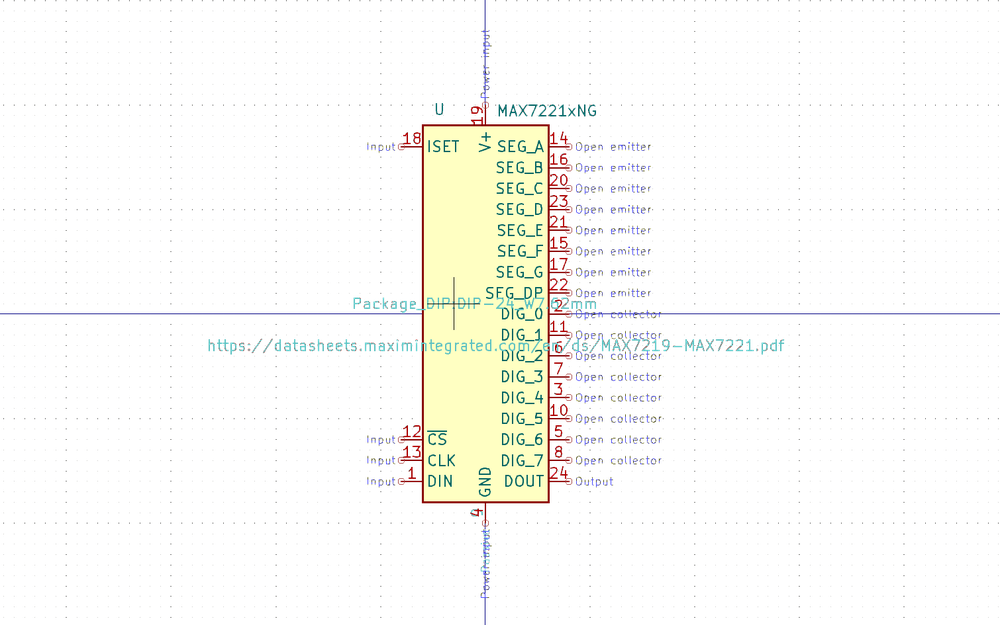 Power input
U
MAX7221xNG
19
V+
Input 18 ISET
SEG_A 14 Open emitter
SEG_B 16 Open emitter
SEG_C 20 Open emitter
SEG_D 23 Open emitter
SEG_E 21 Open emitter
SEG_F 15 Open emitter
SEG_G 17 Open emitter
SEG_DP 22 Open emitter
Package_DIP:DIP-24_W7.62mm
DIG_0 2 Open collector
DIG_1 11 Open collector
https://datasheets.maximintegrated.com/en/ds/MAX7219-MAX7221.pdf
DIG_2 6 Open collector
DIG_3 7 Open collector
DIG_4 3 Open collector
DIG_5 10 Open collector
Input 12 CS
DIG_6 5 Open collector
Input 13 CLK
DIG_7 8 Open collector
Input 1 DIN
DOUT 24 Output
GND
4
Power input